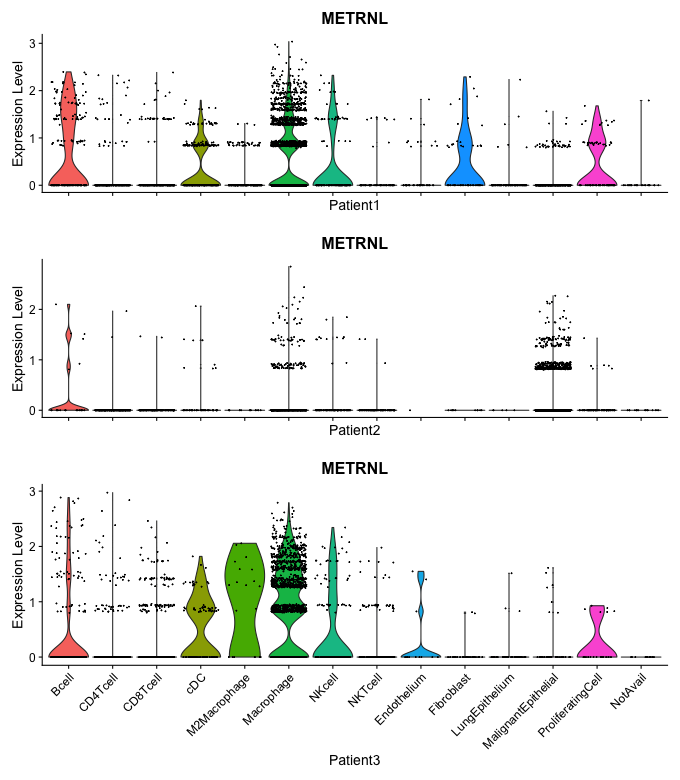 METRNL
Expression Level
3
2
1
0
Patient1
METRNL
Expression Level
2
1
0
Patient2
METRNL
Expression Level
3
2
1
0
Bcell
CD4Tcell
CD8Tcell
cDC
M2Macrophage
Macrophage
NKcell
NKTcell
Endothelium
Fibroblast
LungEpithelium
MalignantEpithelial
ProliferatingCell
NotAvail
Patient3